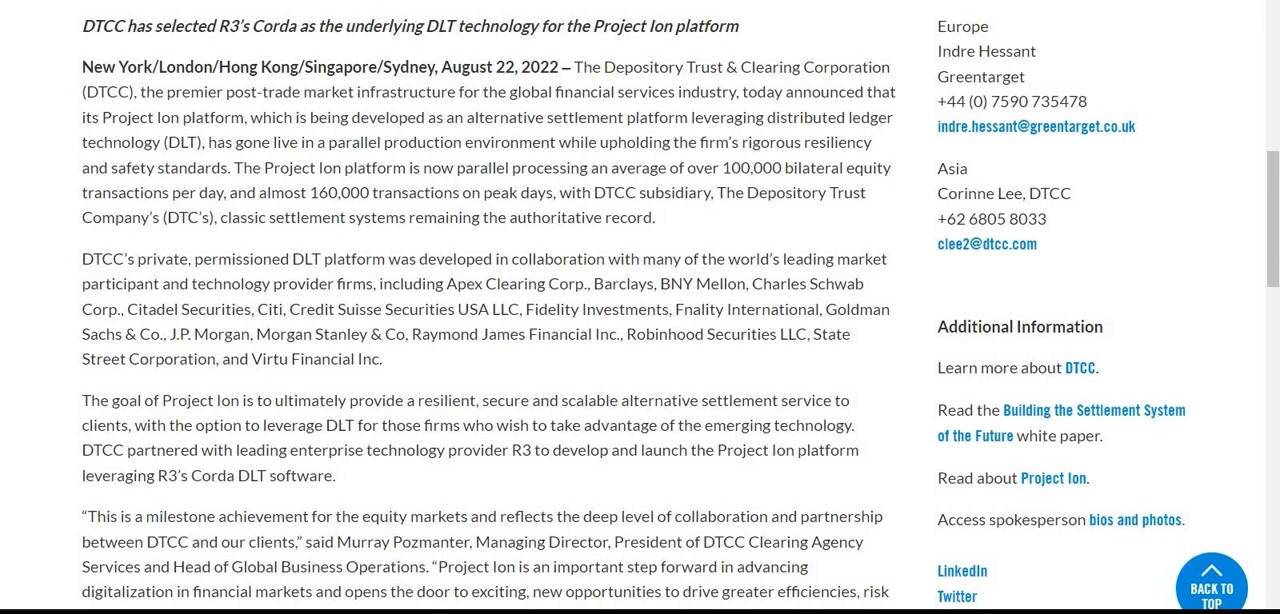 DTCC has selected R3’s Corda as the underlying DLT technology for the Project Ion platform
New York/London/Hong Kong/Singapore/Sydney, August 22, 2022 – The Depository Trust & Clearing Corporation
(DTCC), the premier post-trade market infrastructure for the global financial services industry, today announced that
its Project Ion platform, which is being developed as an alternative settlement platform leveraging distributed ledger
technology (DLT), has gone live in a parallel production environment while upholding the firm’s rigorous resiliency
and safety standards. The Project Ion platform is now parallel processing an average of over 100,000 bilateral equity
transactions per day, and almost 160,000 transactions on peak days, with DTCC subsidiary, The Depository Trust
Company’s (DTC’s), classic settlement systems remaining the authoritative record.
DTCC’s private, permissioned DLT platform was developed in collaboration with many of the world’s leading market
participant and technology provider firms, including Apex Clearing Corp., Barclays, BNY Mellon, Charles Schwab
Corp., Citadel Securities, Citi, Credit Suisse Securities USA LLC, Fidelity Investments, Fnality International, Goldman
Sachs & Co., J.P. Morgan, Morgan Stanley & Co, Raymond James Financial Inc., Robinhood Securities LLC, State
Street Corporation, and Virtu Financial Inc.
The goal of Project Ion is to ultimately provide a resilient, secure and scalable alternative settlement service to
clients, with the option to leverage DLT for those firms who wish to take advantage of the emerging technology.
DTCC partnered with leading enterprise technology provider R3 to develop and launch the Project Ion platform
leveraging R3’s Corda DLT software.
“This is a milestone achievement for the equity markets and reflects the deep level of collaboration and partnership
between DTCC and our clients,” said Murray Pozmanter, Managing Director, President of DTCC Clearing Agency
Services and Head of Global Business Operations. “Project Ion is an important step forward in advancing
digitalization in financial markets and opens the door to exciting, new opportunities to drive greater efficiencies, risk
Europe
Indre Hessant
Greentarget
+44 (0) 7590 735478
indre.hessant@greentarget.co.uk
Asia
Corinne Lee, DTCC
+62 6805 8033
clee2@dtcc.com
Additional Information
Learn more about DTCC.
Read the Building the Settlement System
of the Future white paper.
Read about Project Ion.
Access spokesperson bios and photos.
LinkedIn
Twitter
BACK TO
TOP